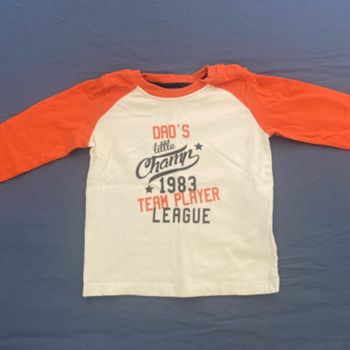 DAD'S
little
Champ
1983
TEAM PLAYER
LEAGUE